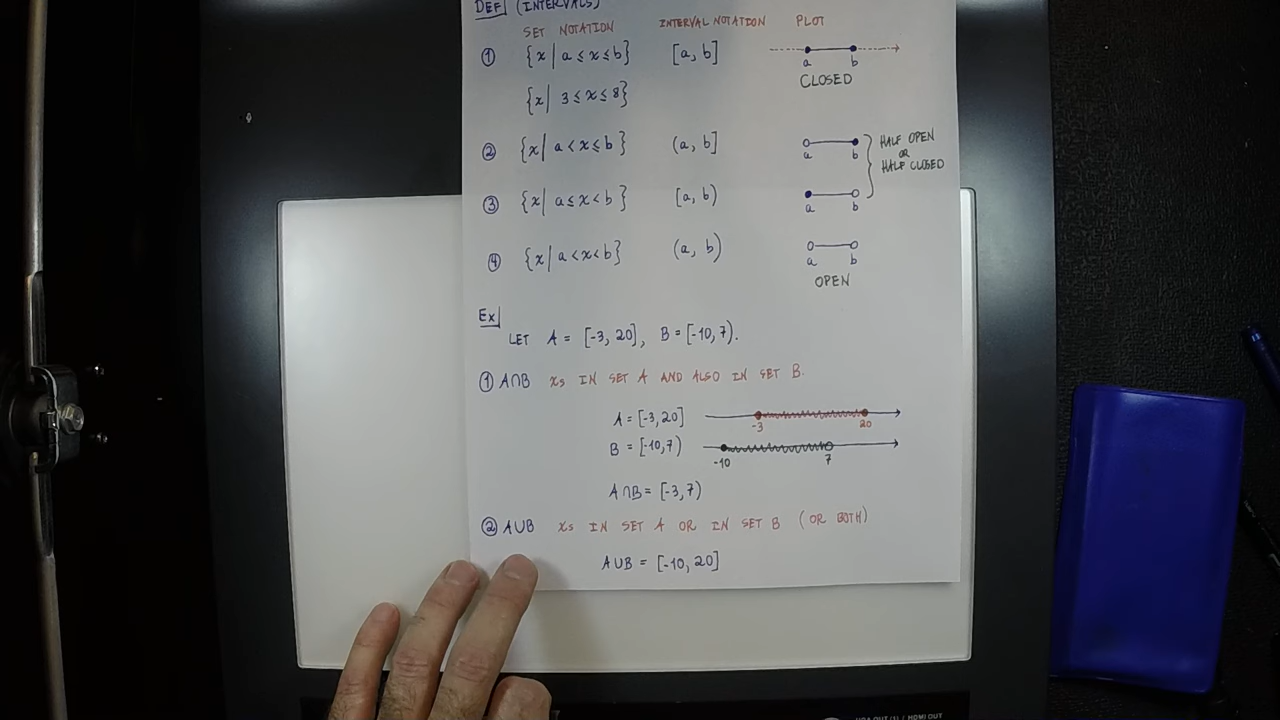 DEF (INTERVALS)
SET NOTATION INTERVAL NOTATION PLOT
① {x | a ≤ x ≤ b} [a, b] a b
CLOSED
{x | 3 ≤ x ≤ 8}
② {x | a < x ≤ b} (a, b] a b
HALF OPEN
OR
HALF CLOSED
③ {x | a ≤ x < b} [a, b) a b
④ {x | a < x < b} (a, b) a b
OPEN
Ex
LET A = [-3, 20], B = [-10, 7).
① A∩B xs IN SET A AND ALSO IN SET B.
A = [-3, 20] -3 20
B = [-10, 7) -10 7
A∩B = [-3, 7)
② A∪B xs IN SET A OR IN SET B (OR BOTH)
A∪B = [-10, 20]